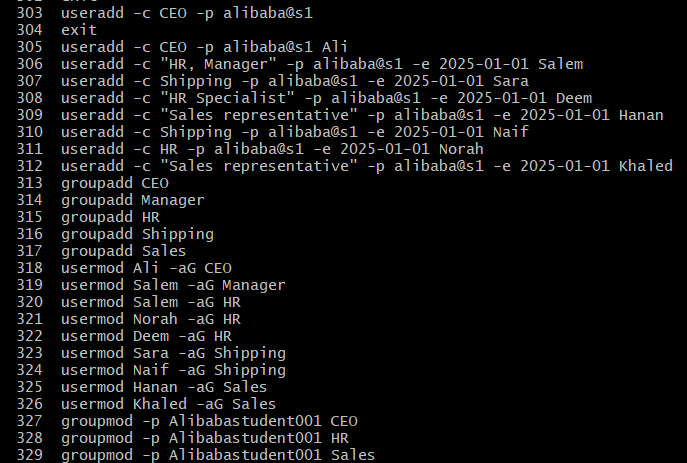 303 useradd -c CEO -p alibaba@s1
304 exit
305 useradd -c CEO -p alibaba@s1 Ali
306 useradd -c "HR, Manager" -p alibaba@s1 -e 2025-01-01 Salem
307 useradd -c Shipping -p alibaba@s1 -e 2025-01-01 Sara
308 useradd -c "HR Specialist" -p alibaba@s1 -e 2025-01-01 Deem
309 useradd -c "Sales representative" -p alibaba@s1 -e 2025-01-01 Hanan
310 useradd -c Shipping -p alibaba@s1 -e 2025-01-01 Naif
311 useradd -c HR -p alibaba@s1 -e 2025-01-01 Norah
312 useradd -c "Sales representative" -p alibaba@s1 -e 2025-01-01 Khaled
313 groupadd CEO
314 groupadd Manager
315 groupadd HR
316 groupadd Shipping
317 groupadd Sales
318 usermod Ali -aG CEO
319 usermod Salem -aG Manager
320 usermod Salem -aG HR
321 usermod Norah -aG HR
322 usermod Deem -aG HR
323 usermod Sara -aG Shipping
324 usermod Naif -aG Shipping
325 usermod Hanan -aG Sales
326 usermod Khaled -aG Sales
327 groupmod -p Alibabastudent001 CEO
328 groupmod -p Alibabastudent001 HR
329 groupmod -p Alibabastudent001 Sales